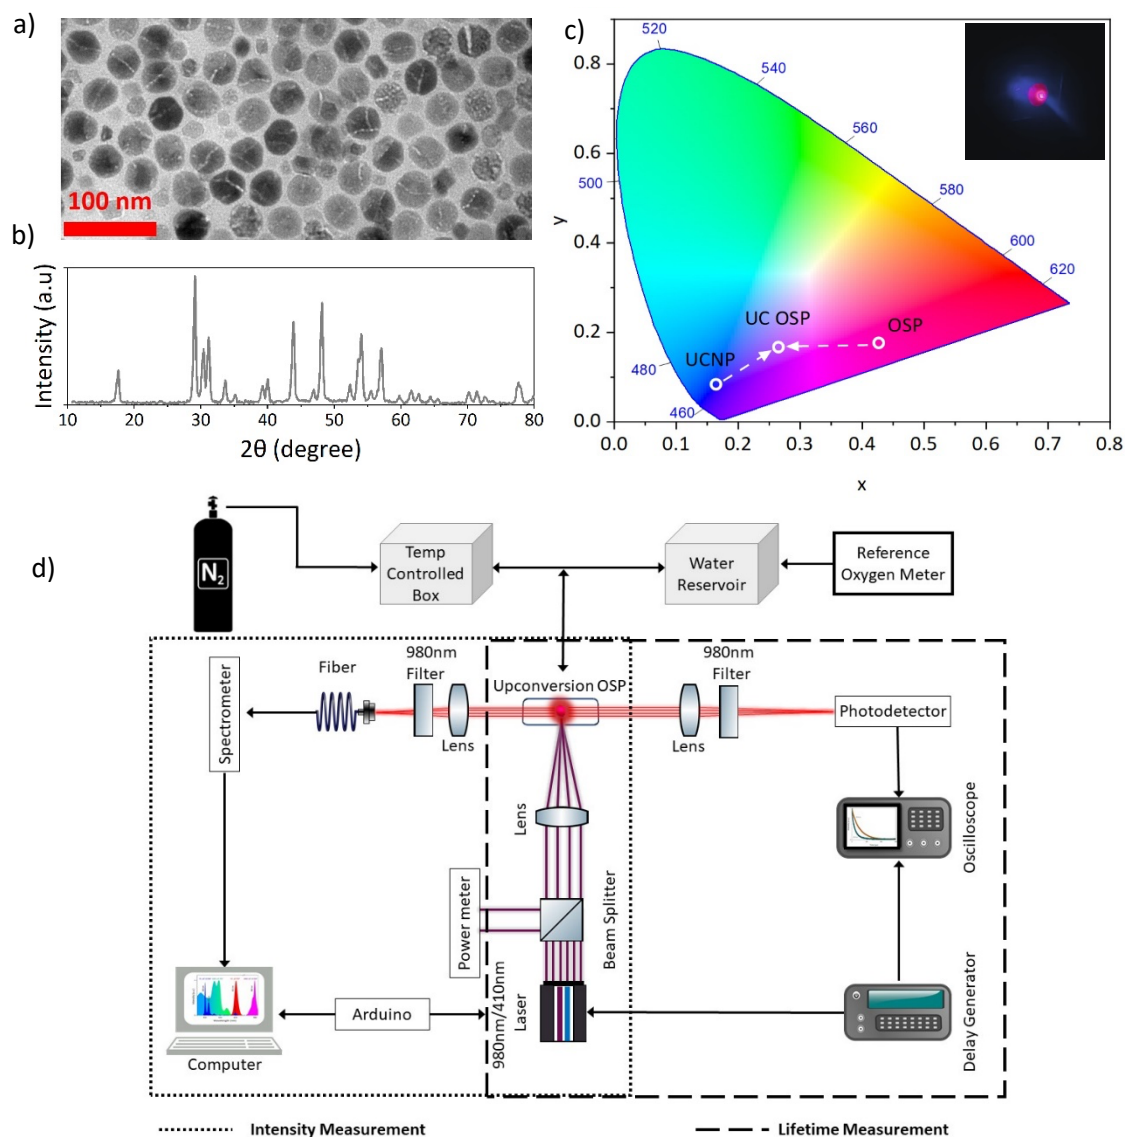 a)
100 nm
b)
Intensity (a.u)
10 20 30 40 50 60 70 80
2θ (degree)
c)
y
0.8
0.6
0.4
0.2
0.0
520
540
560
580
600
620
500
480
460
UC OSP
OSP
UCNP
0.0 0.1 0.2 0.3 0.4 0.5 0.6 0.7 0.8
x
d)
N2
Temp
Controlled
Box
Water
Reservoir
Reference
Oxygen Meter
Spectrometer
Fiber
980nm
Filter
Lens
Upconversion OSP
Lens
980nm
Filter
Photodetector
Lens
Oscilloscope
Power meter
Beam Splitter
980nm/410nm
Laser
Delay Generator
Arduino
Computer
Intensity Measurement
Lifetime Measurement